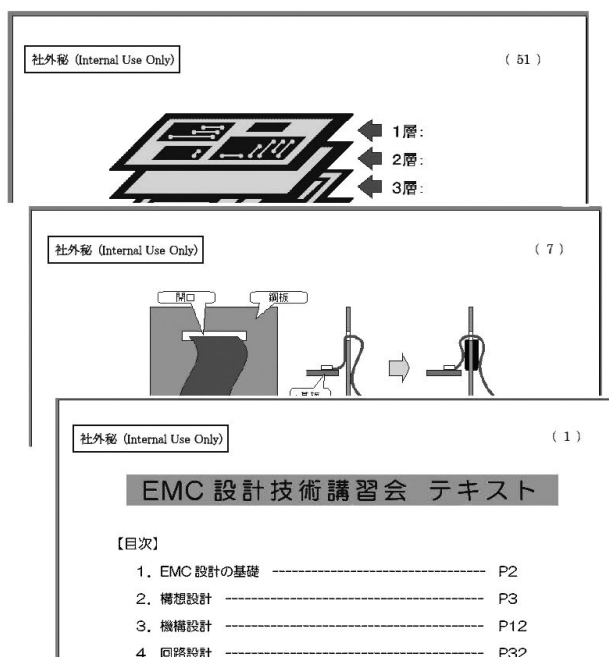 社外秘 (Internal Use Only)
( 51 )
1層:
2層:
3層:
社外秘 (Internal Use Only)
( 7 )
開口
鋼板
基板
社外秘 (Internal Use Only)
( 1 )
EMC 設計技術講習会 テキスト
【目次】
1. EMC 設計の基礎 -------------------------------- P2
2. 構想設計 --------------------------------------- P3
3. 機構設計 --------------------------------------- P12
4 回路設計 --------------------------------------- P32